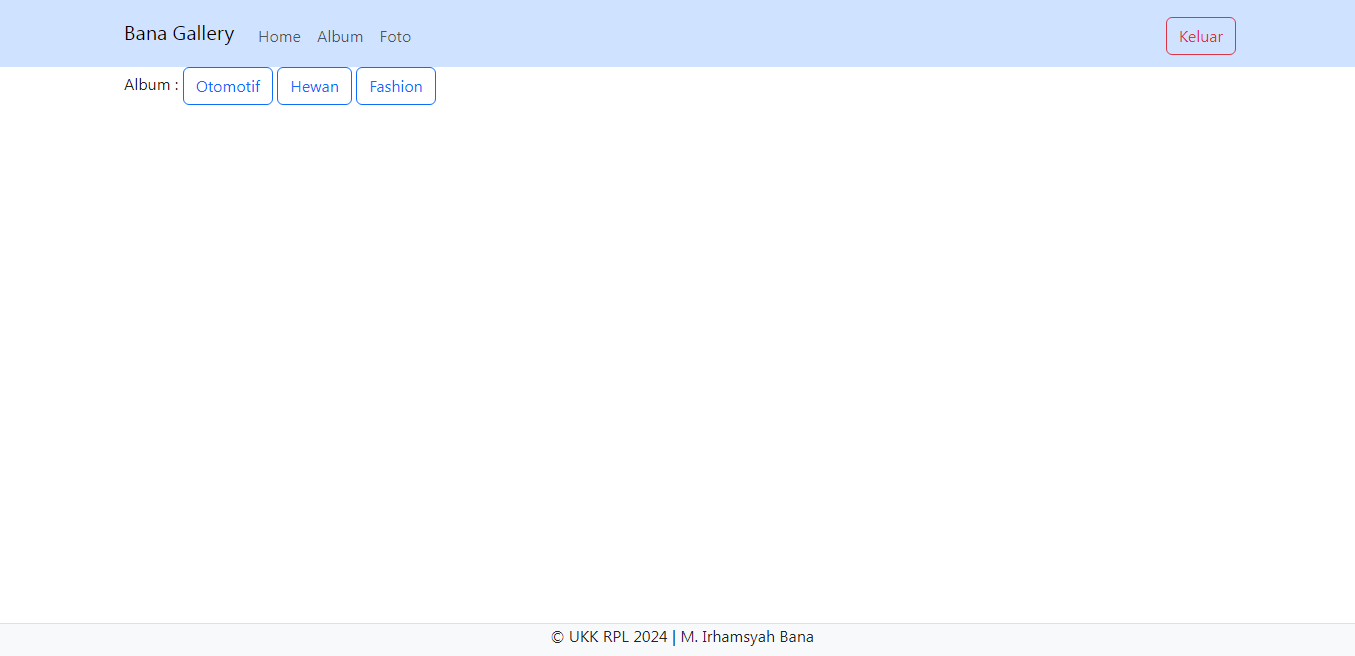 Bana Gallery Home Album Foto Keluar
Album : Otomotif Hewan Fashion
© UKK RPL 2024 | M. Irhamsyah Bana